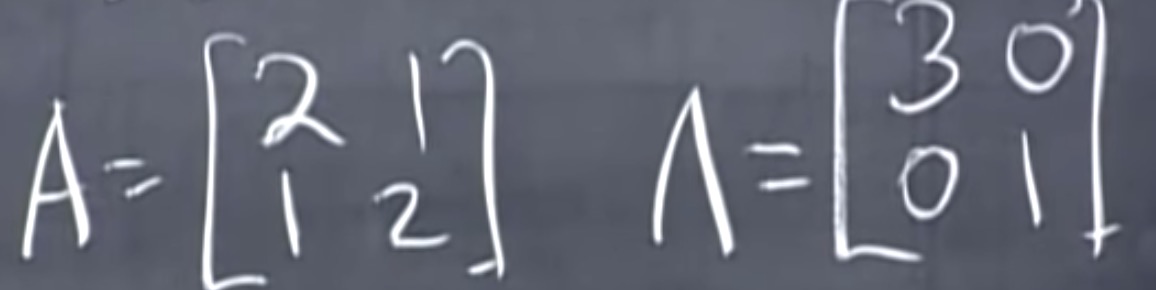 A = [2 1; 1 2] Λ = [3 0; 0 1]